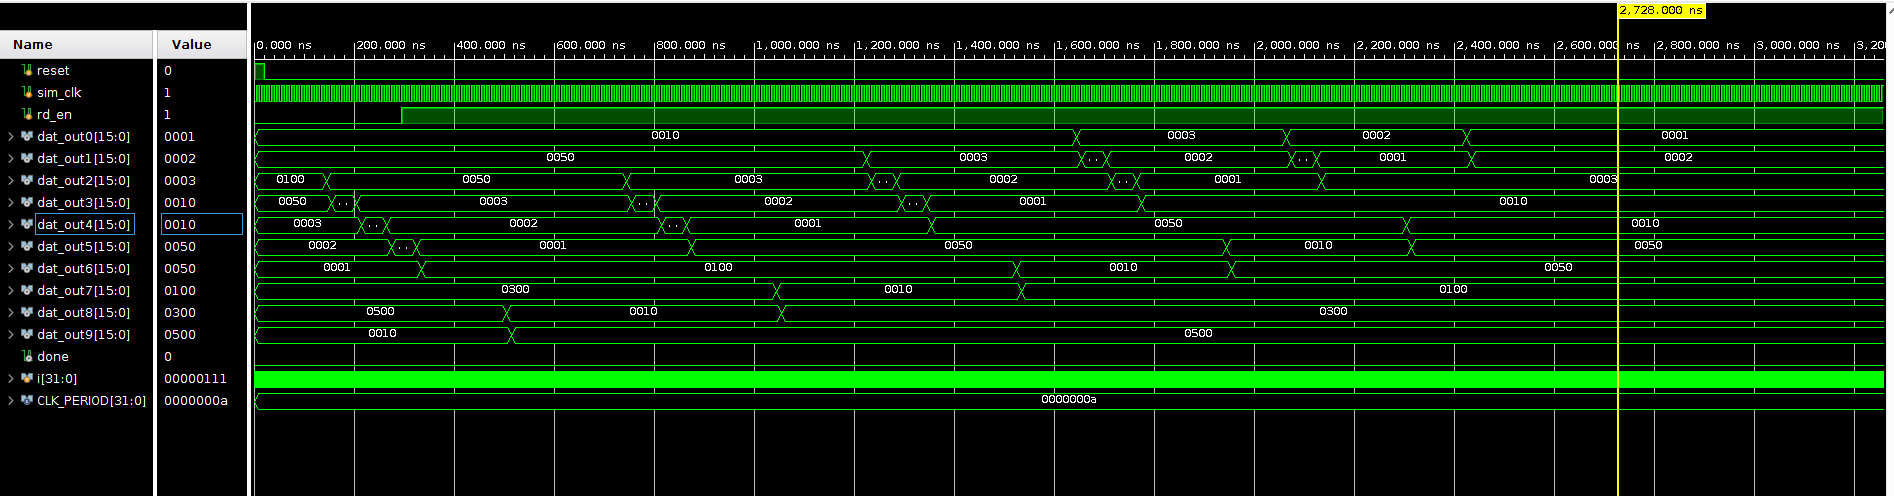 2,728.000 ns
Name Value
0.000 ns 200.000 ns 400.000 ns 600.000 ns 800.000 ns 1,000.000 ns 1,200.000 ns 1,400.000 ns 1,600.000 ns 1,800.000 ns 2,000.000 ns 2,200.000 ns 2,400.000 ns 2,600.000 ns 2,800.000 ns 3,000.000 ns 3,200
reset 0
sim_clk 1
rd_en 1
dat_out0[15:0] 0001 0010 0003 0002 0001
dat_out1[15:0] 0002 0050 0003 .. 0002 .. 0001 0002
dat_out2[15:0] 0003 0100 0050 0003 .. 0002 .. 0001 0003
dat_out3[15:0] 0010 0050 .. 0003 .. 0002 .. 0001 0010
dat_out4[15:0] 0010 0003 .. 0002 .. 0001 0050 0010
dat_out5[15:0] 0050 0002 .. 0001 0050 0010 0050
dat_out6[15:0] 0050 0001 0100 0010 0050
dat_out7[15:0] 0100 0300 0010 0100
dat_out8[15:0] 0300 0500 0010 0300
dat_out9[15:0] 0500 0010 0500
done 0
i[31:0] 00000111
CLK_PERIOD[31:0] 0000000a 0000000a